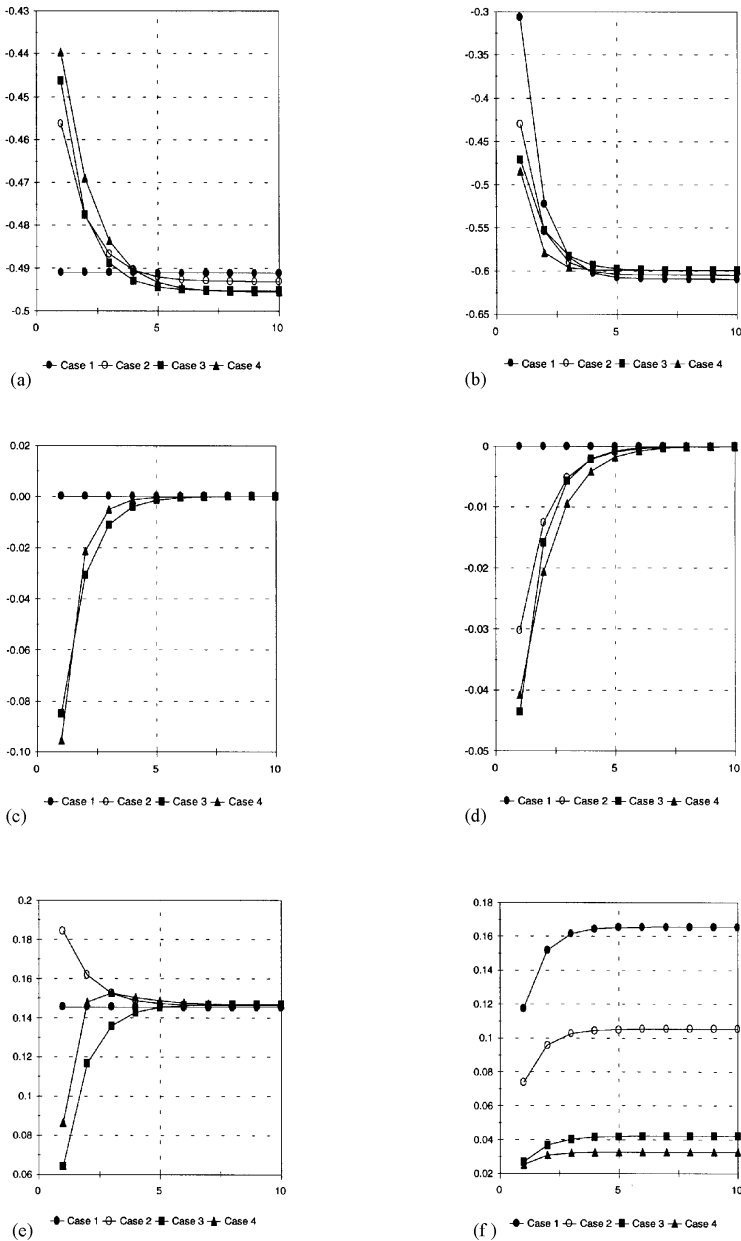 -0.43
-0.44
-0.45
-0.46
-0.47
-0.48
-0.49
-0.5
0 5 10
Case 1 Case 2 Case 3 Case 4
(a)
-0.3
-0.35
-0.4
-0.45
-0.5
-0.55
-0.6
-0.65
0 5 10
Case 1 Case 2 Case 3 Case 4
(b)
0.02
0.00
-0.02
-0.04
-0.06
-0.08
-0.10
0 5 10
Case 1 Case 2 Case 3 Case 4
(c)
0
-0.01
-0.02
-0.03
-0.04
-0.05
0 5 10
Case 1 Case 2 Case 3 Case 4
(d)
0.2
0.18
0.16
0.14
0.12
0.1
0.08
0.06
0 5 10
Case 1 Case 2 Case 3 Case 4
(e)
0.18
0.16
0.14
0.12
0.1
0.08
0.06
0.04
0.02
0 5 10
Case 1 Case 2 Case 3 Case 4
(f)